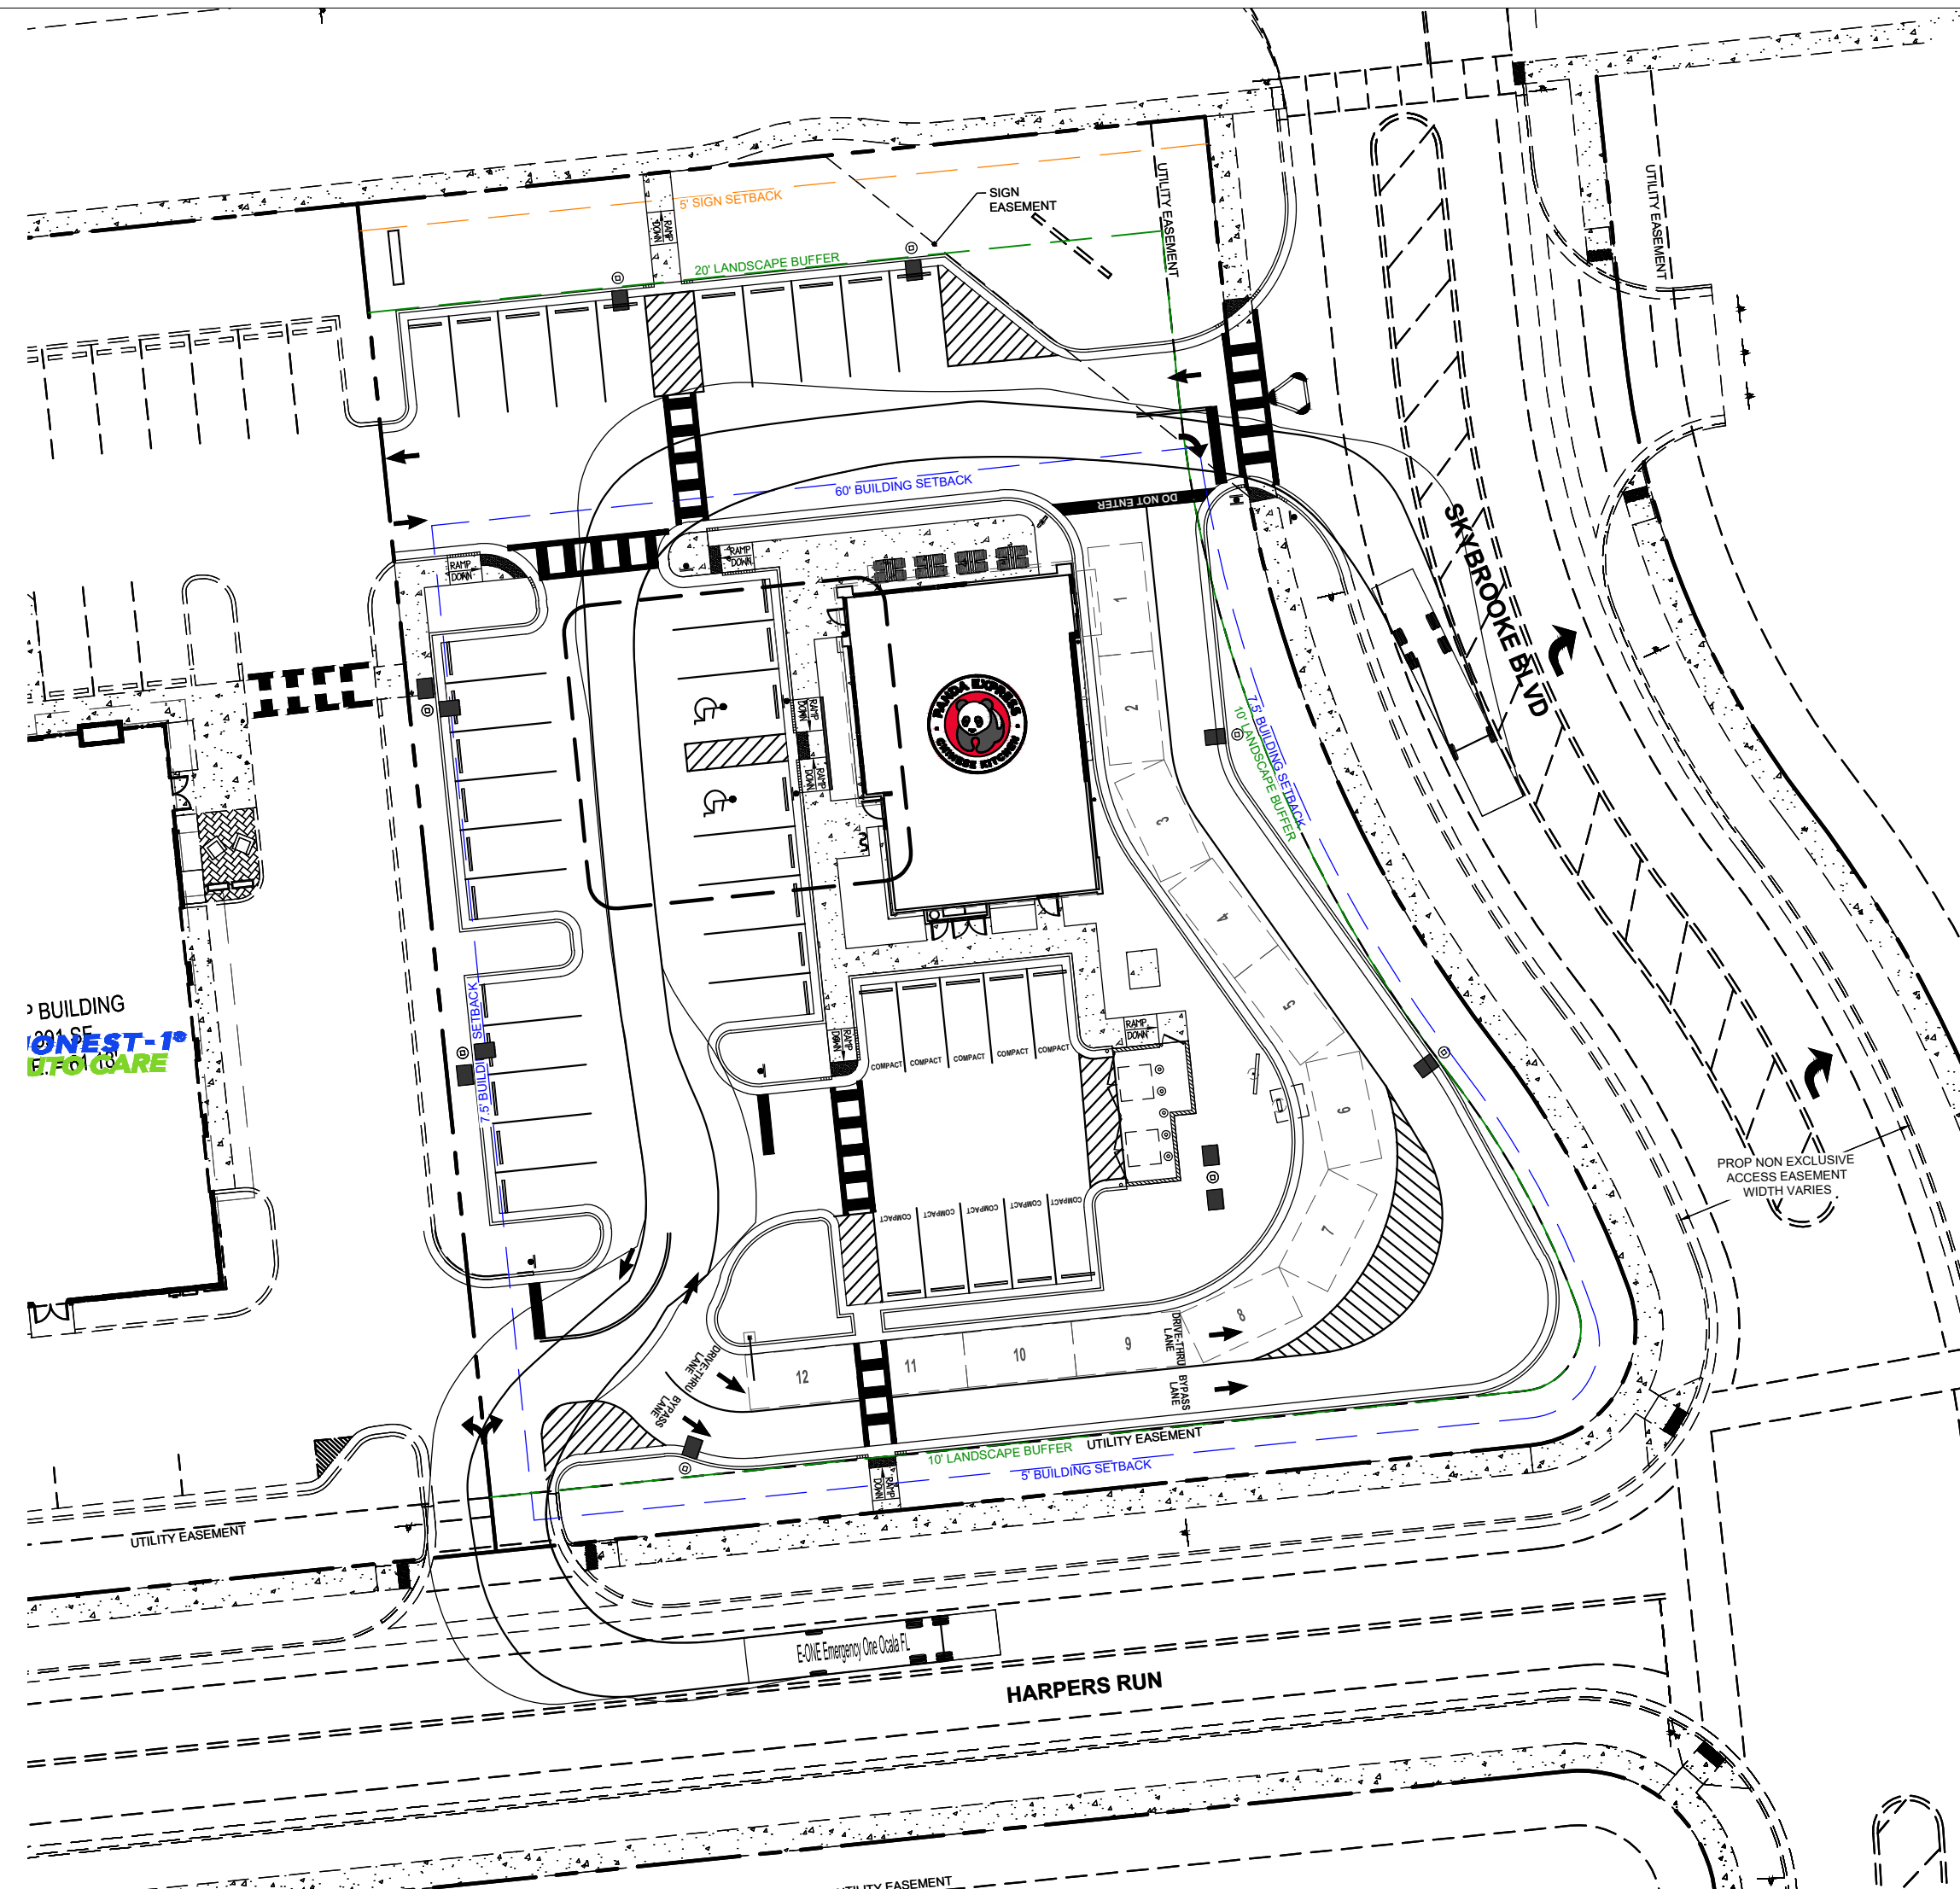 SIGN
EASEMENT
5' SIGN SETBACK
UTILITY EASEMENT
UTILITY EASEMENT
RAMP
DOWN
20' LANDSCAPE BUFFER
60' BUILDING SETBACK
DO NOT ENTER
SKYBROOKE BLVD
RAMP
DOWN
RAMP
DOWN
1
2
3
4
5
6
7
8
9
10
11
12
PANDA EXPRESS
CHINESE KITCHEN
RAMP
DOWN
RAMP
DOWN
7.5' BUILDING SETBACK
10' LANDSCAPE BUFFER
P BUILDING
ONEST-1®
UTO CARE
7.5' BUILDING SETBACK
RAMP
DOWN
COMPACT
COMPACT
COMPACT
COMPACT
COMPACT
RAMP
DOWN
COMPACT
COMPACT
COMPACT
COMPACT
COMPACT
PROP NON EXCLUSIVE
ACCESS EASEMENT
WIDTH VARIES
DRIVE-THRU
LANE
BYPASS
LANE
DRIVE-THRU
LANE
BYPASS
LANE
10' LANDSCAPE BUFFER
UTILITY EASEMENT
5' BUILDING SETBACK
RAMP
DOWN
UTILITY EASEMENT
E-ONE Emergency One Ocala FL
HARPERS RUN
UTILITY EASEMENT